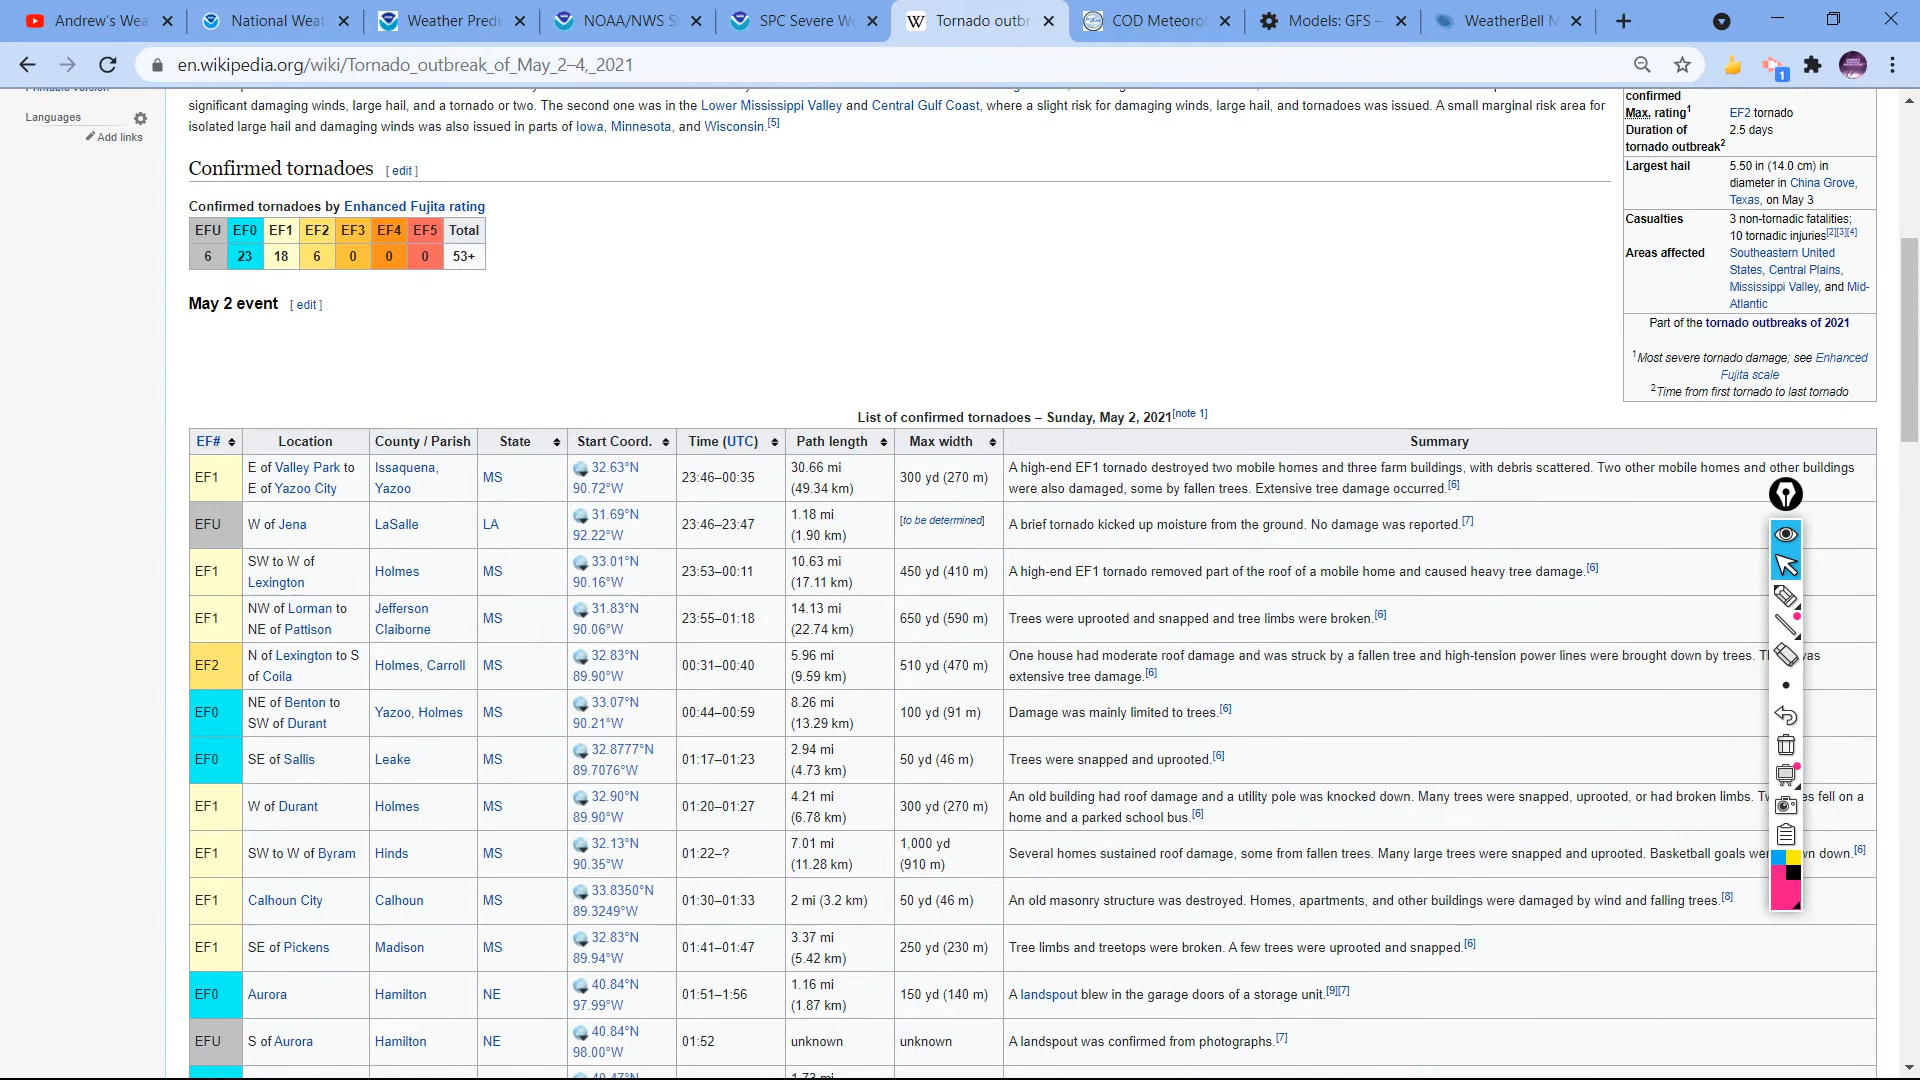 Andrew's Wea
National Weat
Weather Predi
NOAA/NWS S
SPC Severe We
Tornado outbr
COD Meteorol
Models: GFS –
WeatherBell M
en.wikipedia.org/wiki/Tornado_outbreak_of_May_2–4,_2021
1
Printable version
Languages
Add links
significant damaging winds, large hail, and a tornado or two. The second one was in the Lower Mississippi Valley and Central Gulf Coast, where a slight risk for damaging winds, large hail, and tornadoes was issued. A small marginal risk area for
isolated large hail and damaging winds was also issued in parts of Iowa, Minnesota, and Wisconsin.[5]
confirmed
Max. rating1 EF2 tornado
Duration of 2.5 days
tornado outbreak2
Largest hail 5.50 in (14.0 cm) in
diameter in China Grove,
Texas, on May 3
Casualties 3 non-tornadic fatalities;
10 tornadic injuries[2][3][4]
Areas affected Southeastern United
States, Central Plains,
Mississippi Valley, and Mid-
Atlantic
Part of the tornado outbreaks of 2021
1Most severe tornado damage; see Enhanced
Fujita scale
2Time from first tornado to last tornado
Confirmed tornadoes [ edit ]
Confirmed tornadoes by Enhanced Fujita rating
EFU EF0 EF1 EF2 EF3 EF4 EF5 Total
6 23 18 6 0 0 0 53+
May 2 event [ edit ]
List of confirmed tornadoes – Sunday, May 2, 2021[note 1]
EF# Location County / Parish State Start Coord. Time (UTC) Path length Max width Summary
EF1 E of Valley Park to E of Yazoo City Issaquena, Yazoo MS 32.63°N 90.72°W 23:46–00:35 30.66 mi (49.34 km) 300 yd (270 m) A high-end EF1 tornado destroyed two mobile homes and three farm buildings, with debris scattered. Two other mobile homes and other buildings
were also damaged, some by fallen trees. Extensive tree damage occurred.[6]
EFU W of Jena LaSalle LA 31.69°N 92.22°W 23:46–23:47 1.18 mi (1.90 km) [to be determined] A brief tornado kicked up moisture from the ground. No damage was reported.[7]
EF1 SW to W of Lexington Holmes MS 33.01°N 90.16°W 23:53–00:11 10.63 mi (17.11 km) 450 yd (410 m) A high-end EF1 tornado removed part of the roof of a mobile home and caused heavy tree damage.[6]
EF1 NW of Lorman to NE of Pattison Jefferson Claiborne MS 31.83°N 90.06°W 23:55–01:18 14.13 mi (22.74 km) 650 yd (590 m) Trees were uprooted and snapped and tree limbs were broken.[6]
EF2 N of Lexington to S of Coila Holmes, Carroll MS 32.83°N 89.90°W 00:31–00:40 5.96 mi (9.59 km) 510 yd (470 m) One house had moderate roof damage and was struck by a fallen tree and high-tension power lines were brought down by trees.
extensive tree damage.[6]
EF0 NE of Benton to SW of Durant Yazoo, Holmes MS 33.07°N 90.21°W 00:44–00:59 8.26 mi (13.29 km) 100 yd (91 m) Damage was mainly limited to trees.[6]
EF0 SE of Sallis Leake MS 32.8777°N 89.7076°W 01:17–01:23 2.94 mi (4.73 km) 50 yd (46 m) Trees were snapped and uprooted.[6]
EF1 W of Durant Holmes MS 32.90°N 89.90°W 01:20–01:27 4.21 mi (6.78 km) 300 yd (270 m) An old building had roof damage and a utility pole was knocked down. Many trees were snapped, uprooted, or had broken limbs. fell on a
home and a parked school bus.[6]
EF1 SW to W of Byram Hinds MS 32.13°N 90.35°W 01:22–? 7.01 mi (11.28 km) 1,000 yd (910 m) Several homes sustained roof damage, some from fallen trees. Many large trees were snapped and uprooted. Basketball goals down.[6]
EF1 Calhoun City Calhoun MS 33.8350°N 89.3249°W 01:30–01:33 2 mi (3.2 km) 50 yd (46 m) An old masonry structure was destroyed. Homes, apartments, and other buildings were damaged by wind and falling trees.[8]
EF1 SE of Pickens Madison MS 32.83°N 89.94°W 01:41–01:47 3.37 mi (5.42 km) 250 yd (230 m) Tree limbs and treetops were broken. A few trees were uprooted and snapped.[6]
EF0 Aurora Hamilton NE 40.84°N 97.99°W 01:51–1:56 1.16 mi (1.87 km) 150 yd (140 m) A landspout blew in the garage doors of a storage unit.[9][7]
EFU S of Aurora Hamilton NE 40.84°N 98.00°W 01:52 unknown unknown A landspout was confirmed from photographs.[7]
40.47°N 1.73 mi